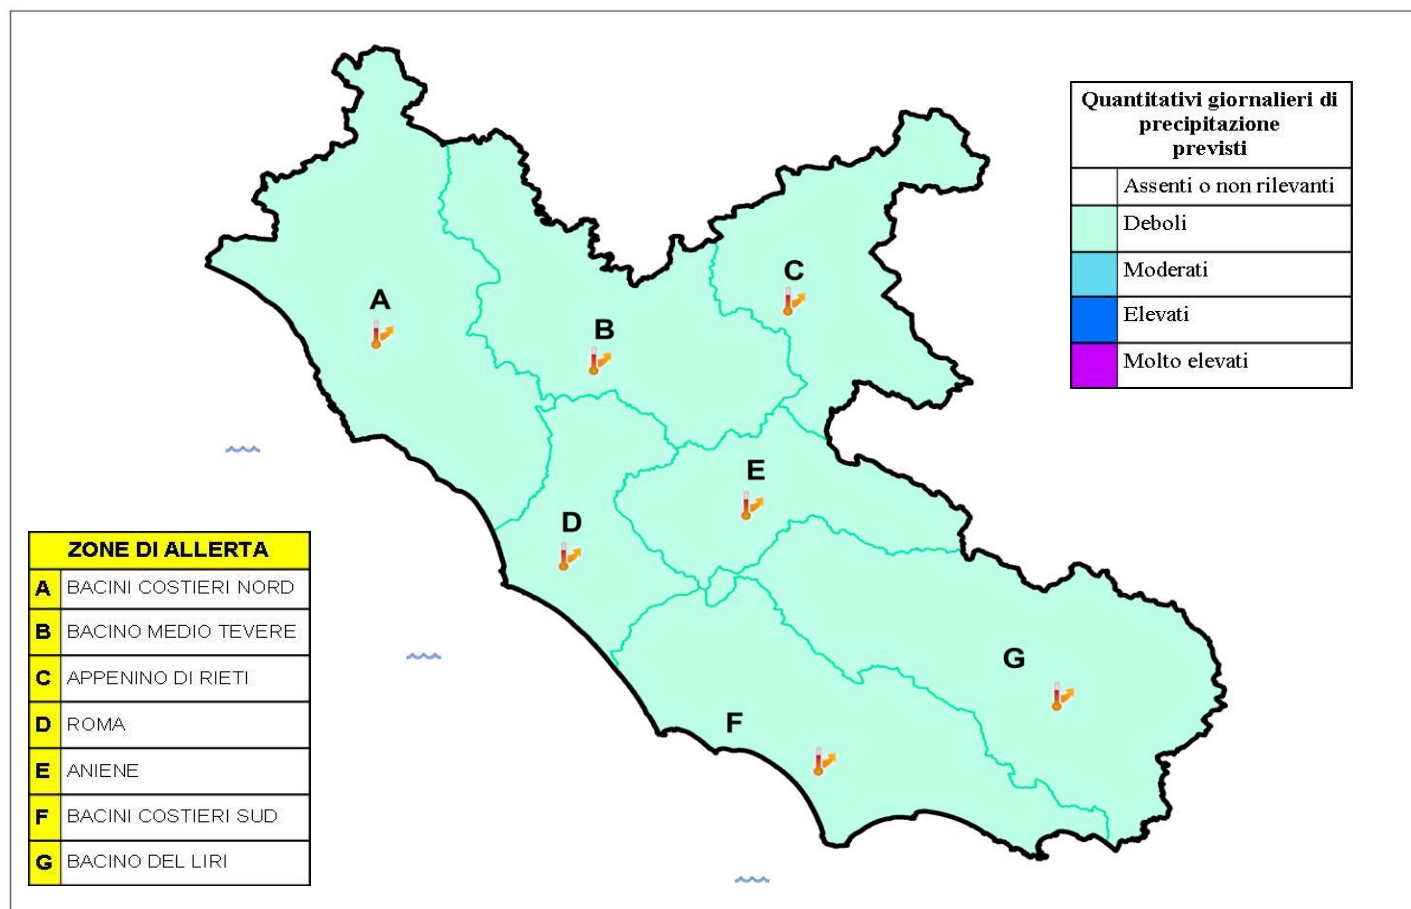 Quantitativi giornalieri di
precipitazione
previsti
Assenti o non rilevanti
Deboli
Moderati
Elevati
Molto elevati
A
B
C
D
E
F
G
ZONE DI ALLERTA
A BACINI COSTIERI NORD
B BACINO MEDIO TEVERE
C APPENINO DI RIETI
D ROMA
E ANIENE
F BACINI COSTIERI SUD
G BACINO DEL LIRI